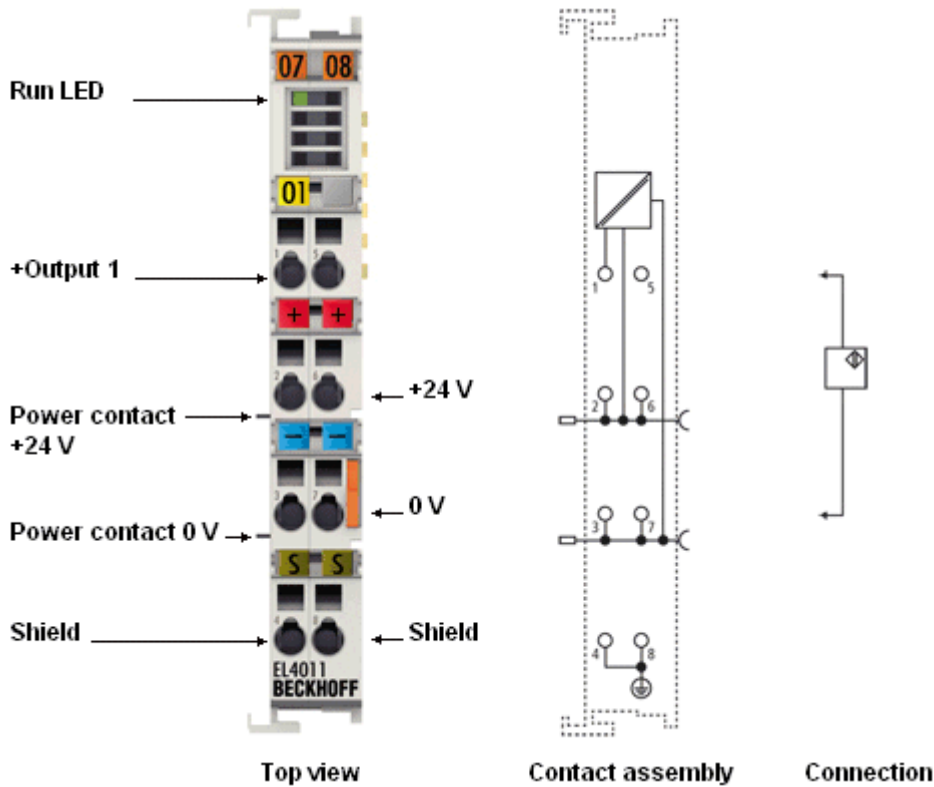 07 08
Run LED
01
+Output 1
1 5
1 5
+ +
2 6
+24 V
2 6
Power contact
+24 V
− −
3 7
0 V
3 7
Power contact 0 V
S S
Shield
4 8
Shield
4 8
EL4011
BECKHOFF
Top view
Contact assembly
Connection